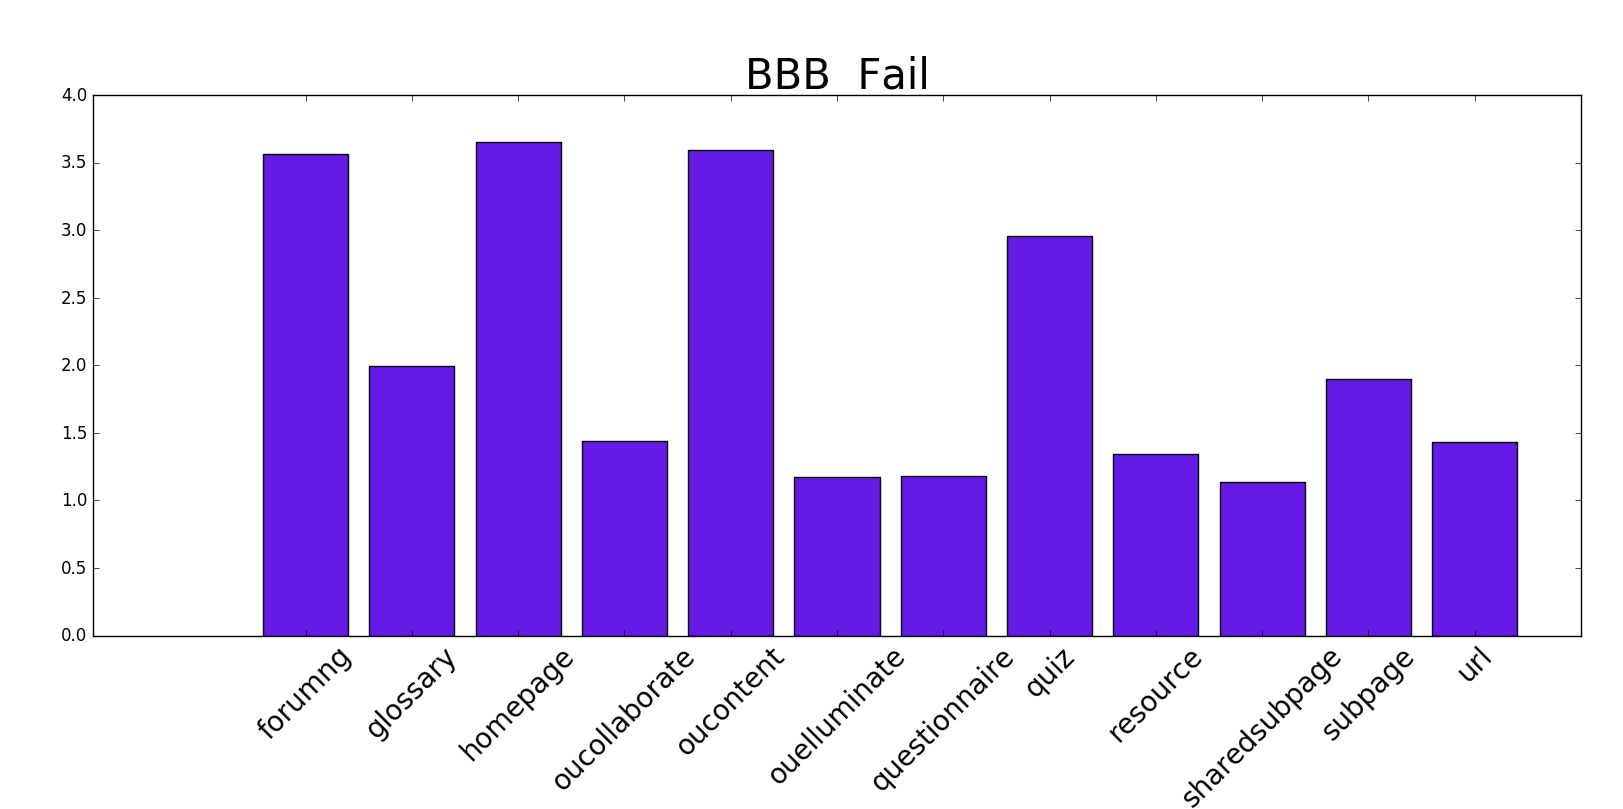 BBB  Fail
4.0
3.5
3.0
2.5
2.0
1.5
1.0
0.5
0.0
forumng
glossary
homepage
oucollaborate
oucontent
ouelluminate
questionnaire
quiz
resource
sharedsubpage
subpage
url